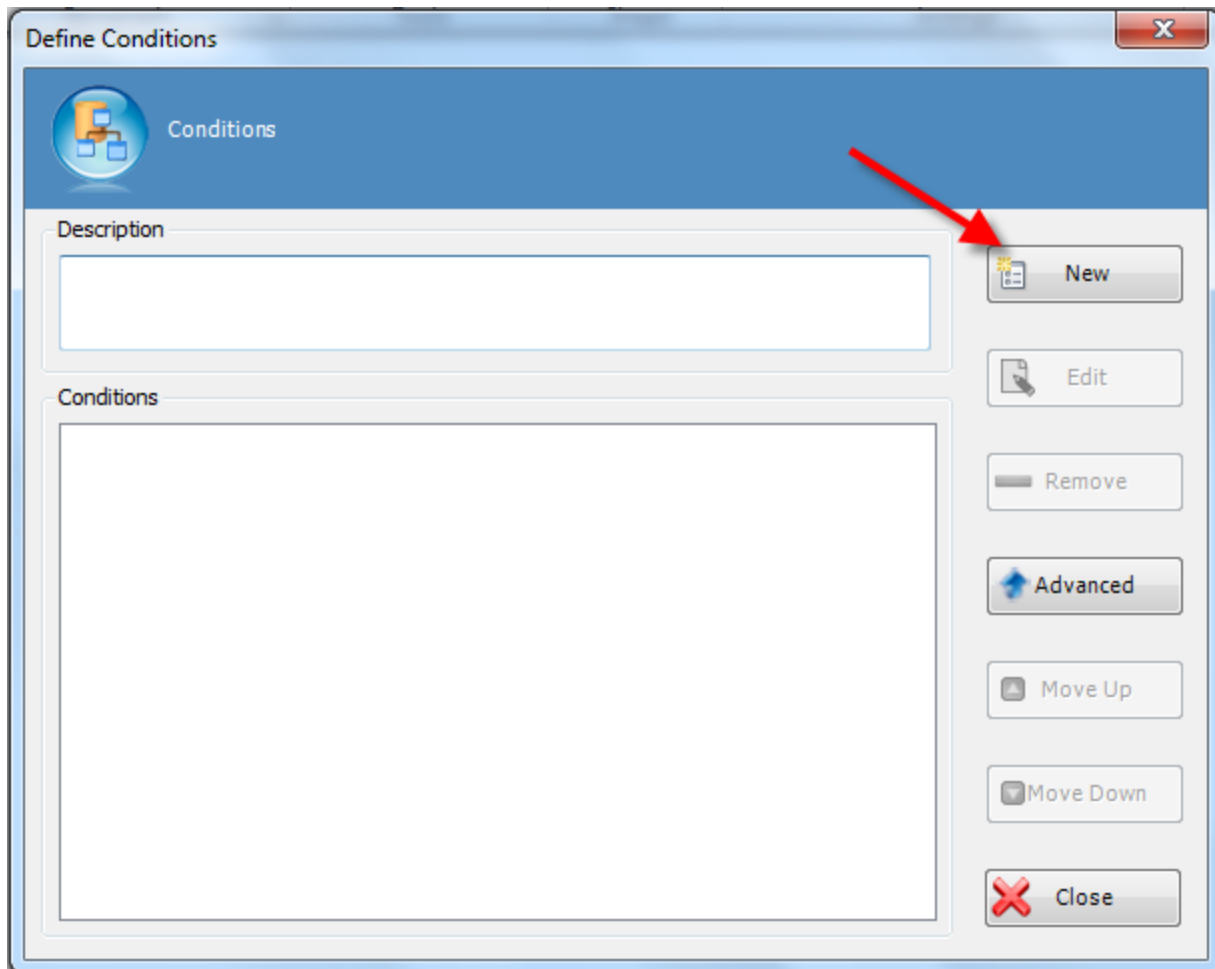 Define Conditions
X
Conditions
Description
New
Edit
Conditions
Remove
Advanced
Move Up
Move Down
Close